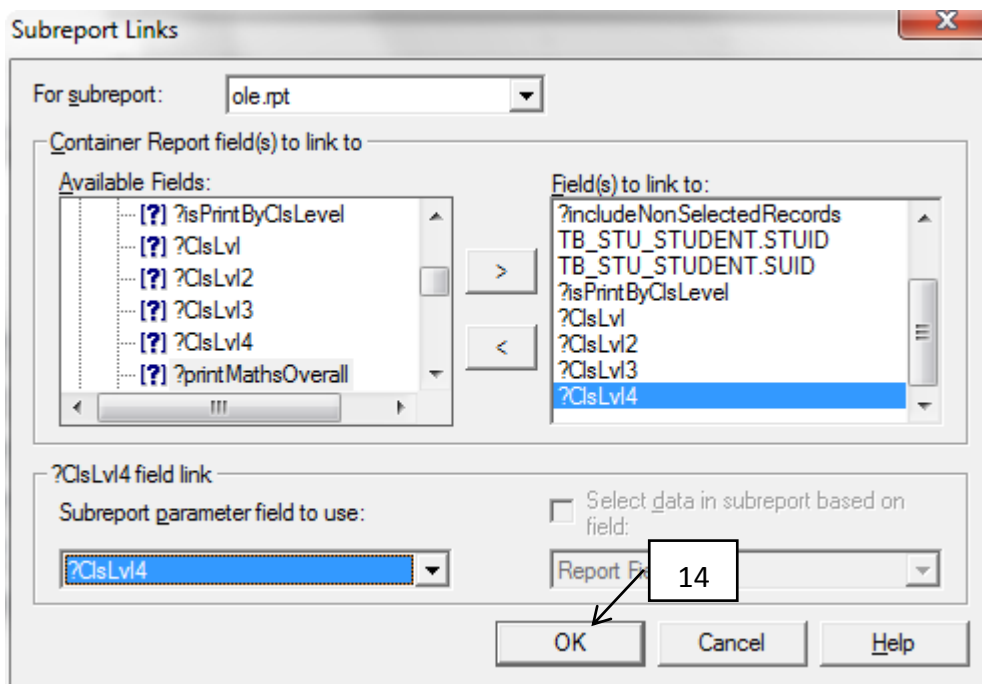 Subreport Links
X
For subreport: ole.rpt
Container Report field(s) to link to
Available Fields:
[?] ?isPrintByClsLevel
[?] ?ClsLvl
[?] ?ClsLvl2
[?] ?ClsLvl3
[?] ?ClsLvl4
[?] ?printMathsOverall
>
<
Field(s) to link to:
?includeNonSelectedRecords
TB_STU_STUDENT.STUID
TB_STU_STUDENT.SUID
?isPrintByClsLevel
?ClsLvl
?ClsLvl2
?ClsLvl3
?ClsLvl4
?ClsLvl4 field link
Subreport parameter field to use:
?ClsLvl4
Select data in subreport based on
field:
Report
14
OK Cancel Help